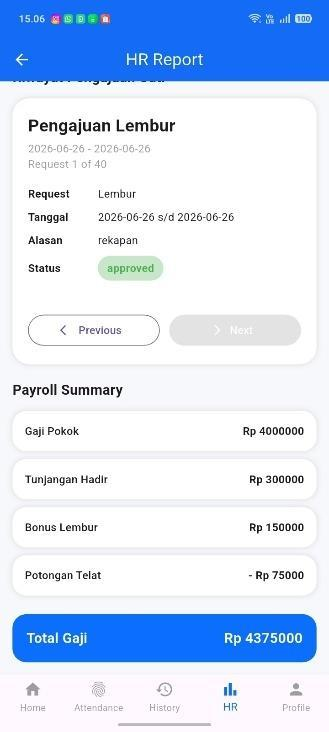 15.06
100
HR Report
Pengajuan Lembur
2026-06-26 - 2026-06-26
Request 1 of 40
Request Lembur
Tanggal 2026-06-26 s/d 2026-06-26
Alasan rekapan
Status approved
Previous Next
Payroll Summary
Gaji Pokok Rp 4000000
Tunjangan Hadir Rp 300000
Bonus Lembur Rp 150000
Potongan Telat - Rp 75000
Total Gaji Rp 4375000
Home Attendance History HR Profile